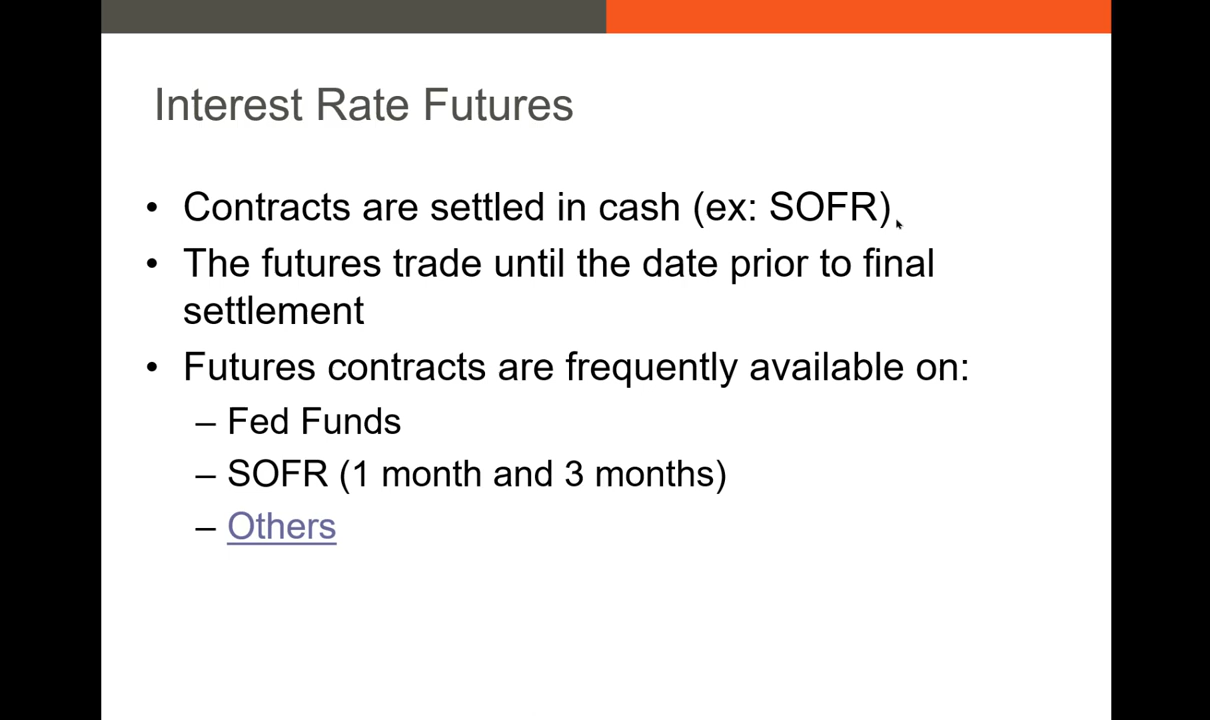 Interest Rate Futures
• Contracts are settled in cash (ex: SOFR)
• The futures trade until the date prior to final
settlement
• Futures contracts are frequently available on:
– Fed Funds
– SOFR (1 month and 3 months)
– Others